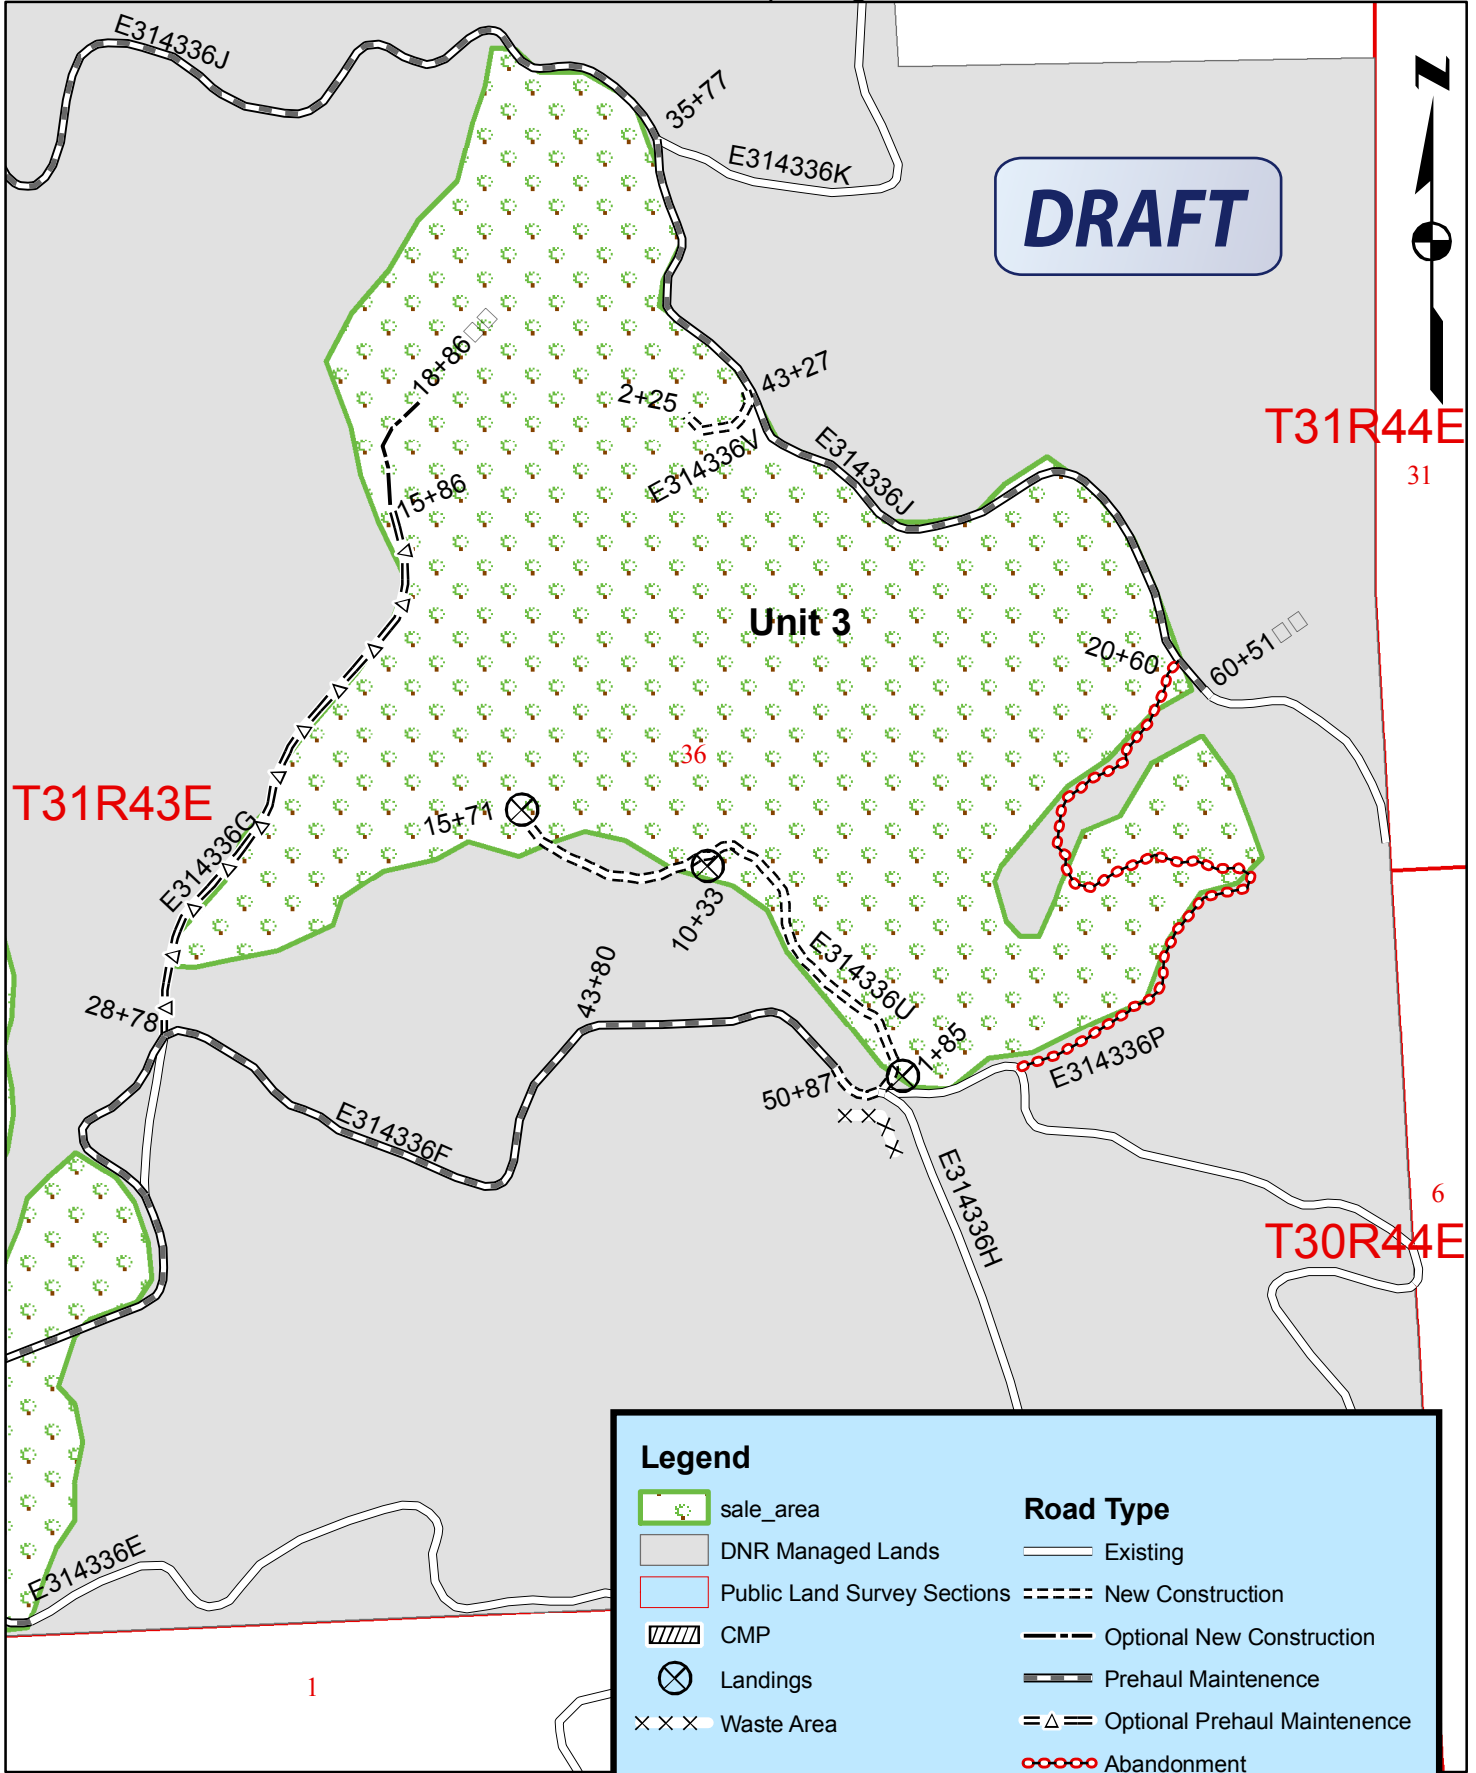 E314336J
35+77
E314336K
N
DRAFT
18+86
2+25
43+27
T31R44E
31
E314336V
E314336J
15+86
Unit 3
20+60
60+51
36
T31R43E
15+71
E314336G
10+33
E314336U
43+80
28+78
1+85
E314336P
50+87
E314336F
E314336H
6
T30R44E
E314336E
1
Legend
sale_area
DNR Managed Lands
Public Land Survey Sections
CMP
Landings
Waste Area
Road Type
Existing
New Construction
Optional New Construction
Prehaul Maintenence
Optional Prehaul Maintenence
Abandonment